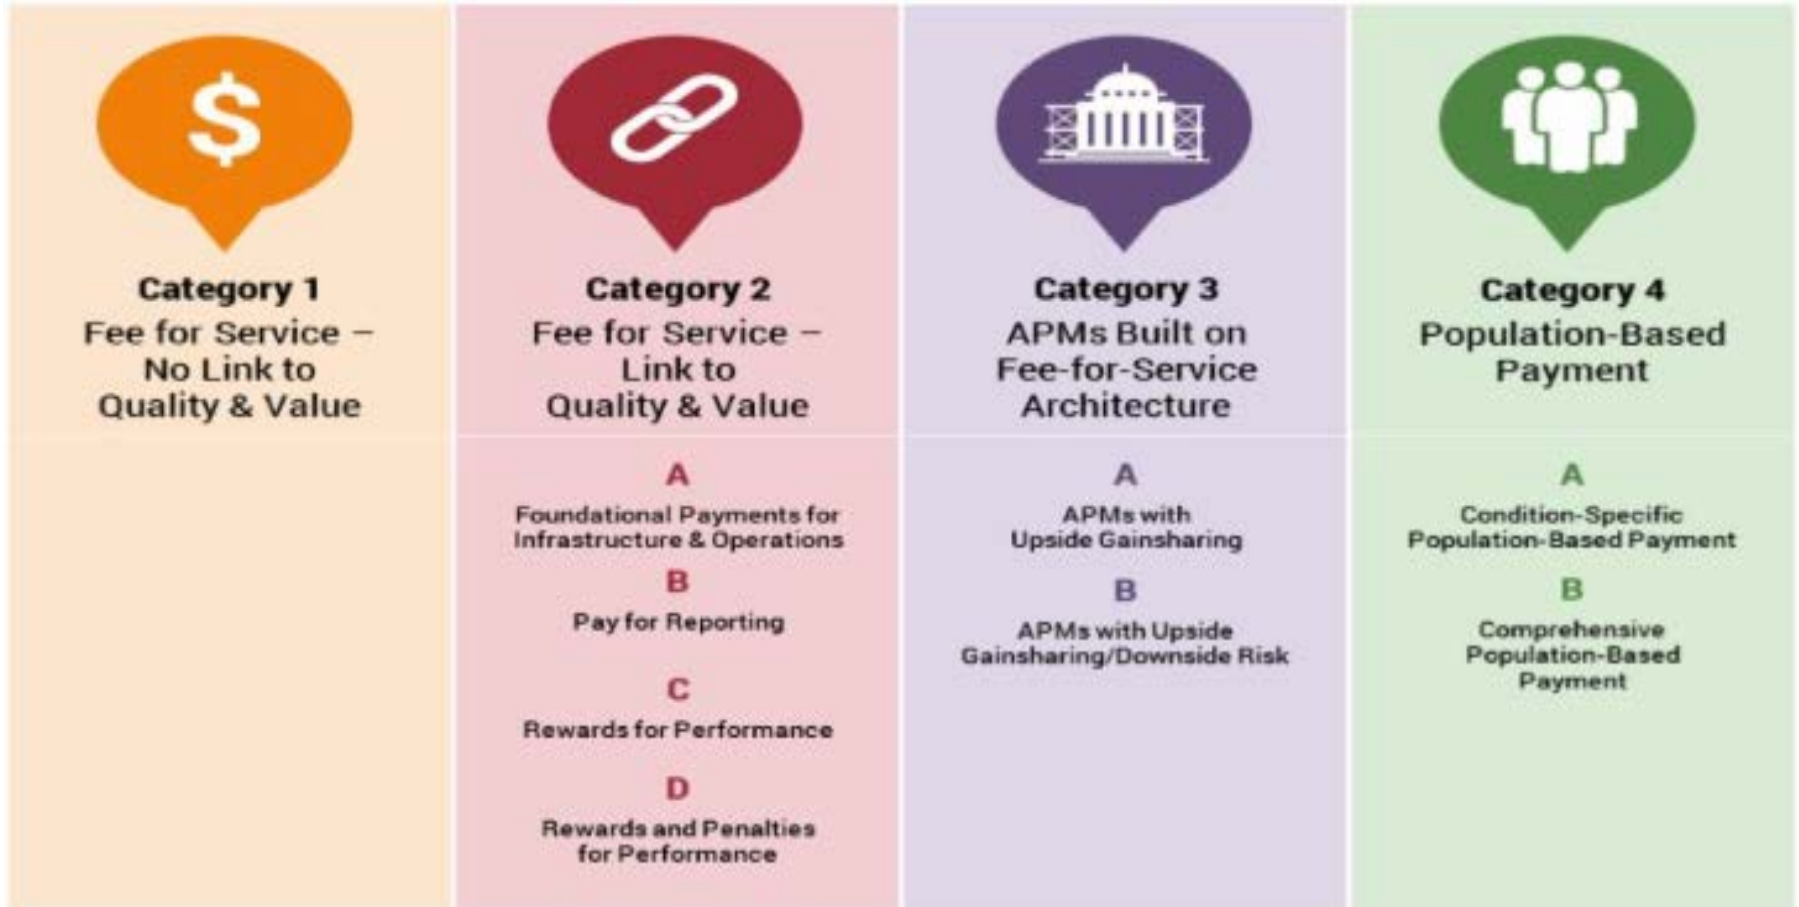 $
Category 1
Fee for Service –
No Link to
Quality & Value
Category 2
Fee for Service –
Link to
Quality & Value
A
Foundational Payments for
Infrastructure & Operations
B
Pay for Reporting
C
Rewards for Performance
D
Rewards and Penalties
for Performance
Category 3
APMs Built on
Fee-for-Service
Architecture
A
APMs with
Upside Gainsharing
B
APMs with Upside
Gainsharing/Downside Risk
Category 4
Population-Based
Payment
A
Condition-Specific
Population-Based Payment
B
Comprehensive
Population-Based
Payment